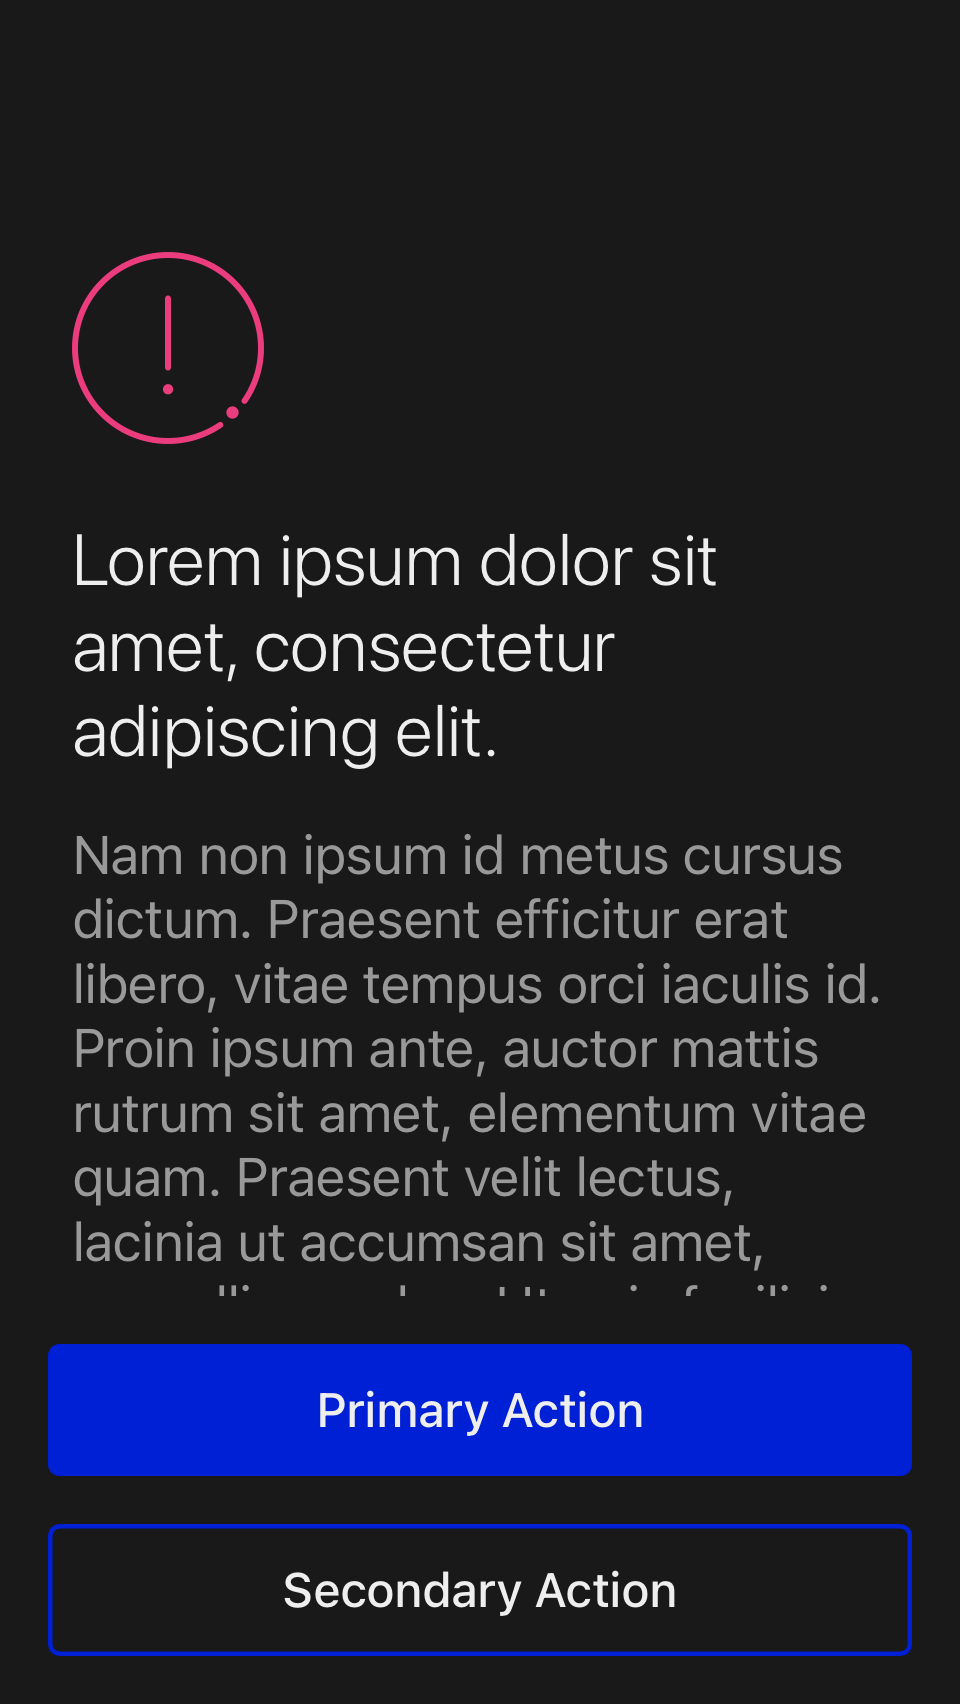 Lorem ipsum dolor sit
amet, consectetur
adipiscing elit.
Nam non ipsum id metus cursus
dictum. Praesent efficitur erat
libero, vitae tempus orci iaculis id.
Proin ipsum ante, auctor mattis
rutrum sit amet, elementum vitae
quam. Praesent velit lectus,
lacinia ut accumsan sit amet,
Primary Action
Secondary Action